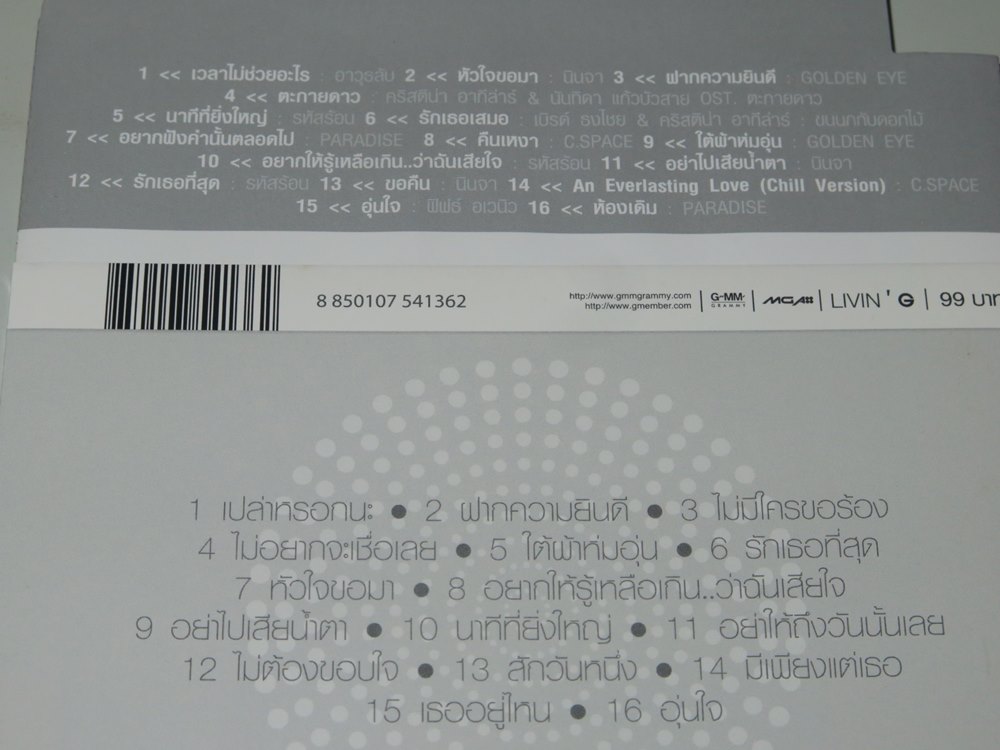 1 << เวลาไม่ช่วยอะไร : อาวุธลับ 2 << หัวใจขอมา : นินจา 3 << ฝากความยินดี : GOLDEN EYE
4 << ตะกายดาว : คริสติน่า อากีล่าร์ & นันทิดา แก้วบัวสาย OST. ตะกายดาว
5 << นาทีที่ยิ่งใหญ่ : รหัสร้อน 6 << รักเธอเสมอ : เบิร์ด ธงไชย & คริสติน่า อากีล่าร์ : ขนนกกับดอกไม้
7 << อยากฟังคำนั้นตลอดไป : PARADISE 8 << คืนเหงา : C.SPACE 9 << ใต้ผ้าห่มอุ่น : GOLDEN EYE
10 << อยากให้รู้เหลือเกิน..ว่าฉันเสียใจ : รหัสร้อน 11 << อย่าไปเสียน้ำตา : นินจา
12 << รักเธอที่สุด : รหัสร้อน 13 << ขอคืน : นินจา 14 << An Everlasting Love (Chill Version) : C.SPACE
15 << อุ่นใจ : ฟิฟธ์ อเวนิว 16 << ห้องเดิม : PARADISE
8 850107 541362 http://www.gmmgrammy.com http://www.gmember.com | G-MM' GRAMMY | MGA | LIVIN ' G | 99 บาท
1 เปล่าหรอกนะ ● 2 ฝากความยินดี ● 3 ไม่มีใครขอร้อง
4 ไม่อยากจะเชื่อเลย ● 5 ใต้ผ้าห่มอุ่น ● 6 รักเธอที่สุด
7 หัวใจขอมา ● 8 อยากให้รู้เหลือเกิน..ว่าฉันเสียใจ
9 อย่าไปเสียน้ำตา ● 10 นาทีที่ยิ่งใหญ่ ● 11 อย่าให้ถึงวันนั้นเลย
12 ไม่ต้องขอบใจ ● 13 สักวันหนึ่ง ● 14 มีเพียงแต่เธอ
15 เธออยู่ไหน ● 16 อุ่นใจ